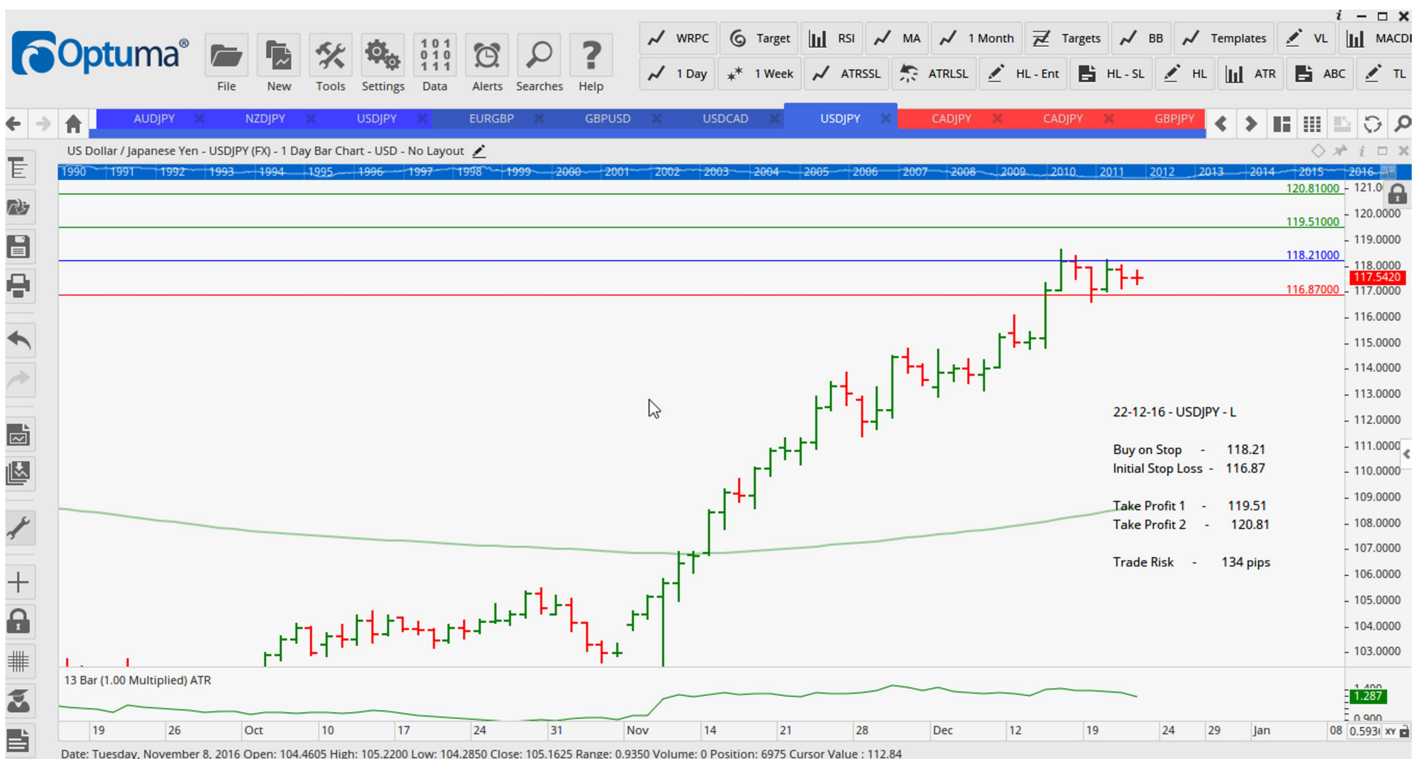 i
Optuma®
File New Tools Settings Data Alerts Searches Help
101
010
111
WRPC Target RSI MA 1 Month Targets BB Templates VL MACDI
1 Day 1 Week ATRSSL ATRLSL HL - Ent HL - SL HL ATR ABC TL
AUDJPY NZDJPY USDJPY EURGBP GBPUSD USDCAD USDJPY CADJPY CADJPY GBPJPY
US Dollar / Japanese Yen - USDJPY (FX) - 1 Day Bar Chart - USD - No Layout
1990 1991 1992 1993 1994 1995 1996 1997 1998 1999 2000 2001 2002 2003 2004 2005 2006 2007 2008 2009 2010 2011 2012 2013 2014 2015 2016
120.81000
121.0
120.0000
119.51000
119.0000
118.21000
118.0000
117.5420
117.0000
116.87000
116.0000
115.0000
114.0000
113.0000
112.0000
111.0000
110.0000
109.0000
108.0000
107.0000
106.0000
105.0000
104.0000
103.0000
22-12-16 - USDJPY - L
Buy on Stop - 118.21
Initial Stop Loss - 116.87
Take Profit 1 - 119.51
Take Profit 2 - 120.81
Trade Risk - 134 pips
13 Bar (1.00 Multiplied) ATR
1.400
1.287
0.900
19 26 Oct 10 17 24 31 Nov 14 21 28 Dec 12 19 24 29 Jan 08 XY
Date: Tuesday, November 8, 2016 Open: 104.4605 High: 105.2200 Low: 104.2850 Close: 105.1625 Range: 0.9350 Volume: 0 Position: 6975 Cursor Value : 112.84